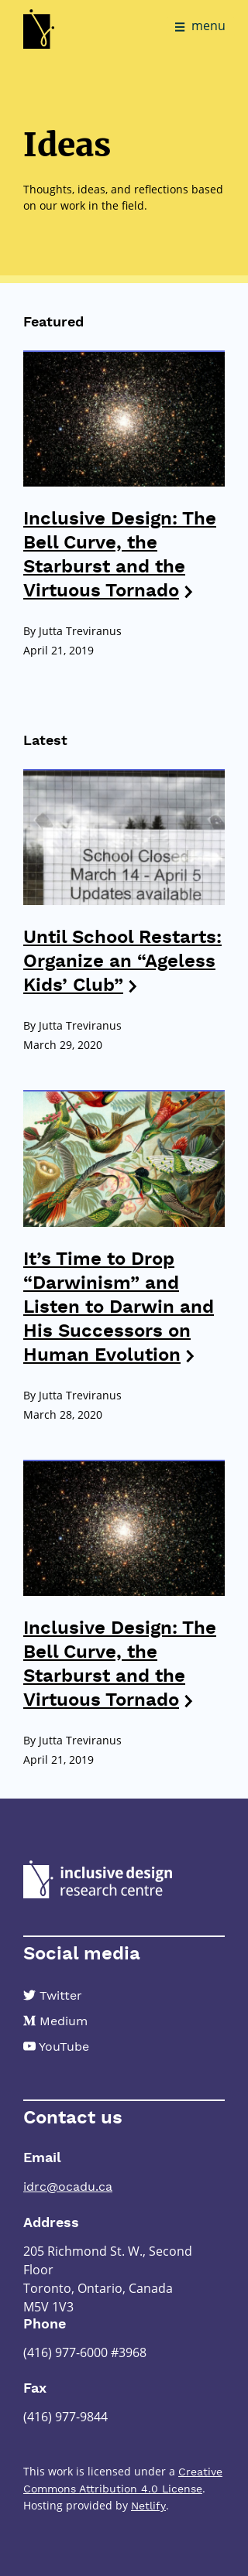 menu
Ideas
Thoughts, ideas, and reflections based
on our work in the field.
Featured
Inclusive Design: The
Bell Curve, the
Starburst and the
Virtuous Tornado
By Jutta Treviranus
April 21, 2019
Latest
School Closed
March 14 - April 5
Updates available
Until School Restarts:
Organize an “Ageless
Kids’ Club”
By Jutta Treviranus
March 29, 2020
It’s Time to Drop
“Darwinism” and
Listen to Darwin and
His Successors on
Human Evolution
By Jutta Treviranus
March 28, 2020
Inclusive Design: The
Bell Curve, the
Starburst and the
Virtuous Tornado
By Jutta Treviranus
April 21, 2019
inclusive design
research centre
Social media
Twitter
Medium
YouTube
Contact us
Email
idrc@ocadu.ca
Address
205 Richmond St. W., Second
Floor
Toronto, Ontario, Canada
M5V 1V3
Phone
(416) 977-6000 #3968
Fax
(416) 977-9844
This work is licensed under a Creative
Commons Attribution 4.0 License.
Hosting provided by Netlify.